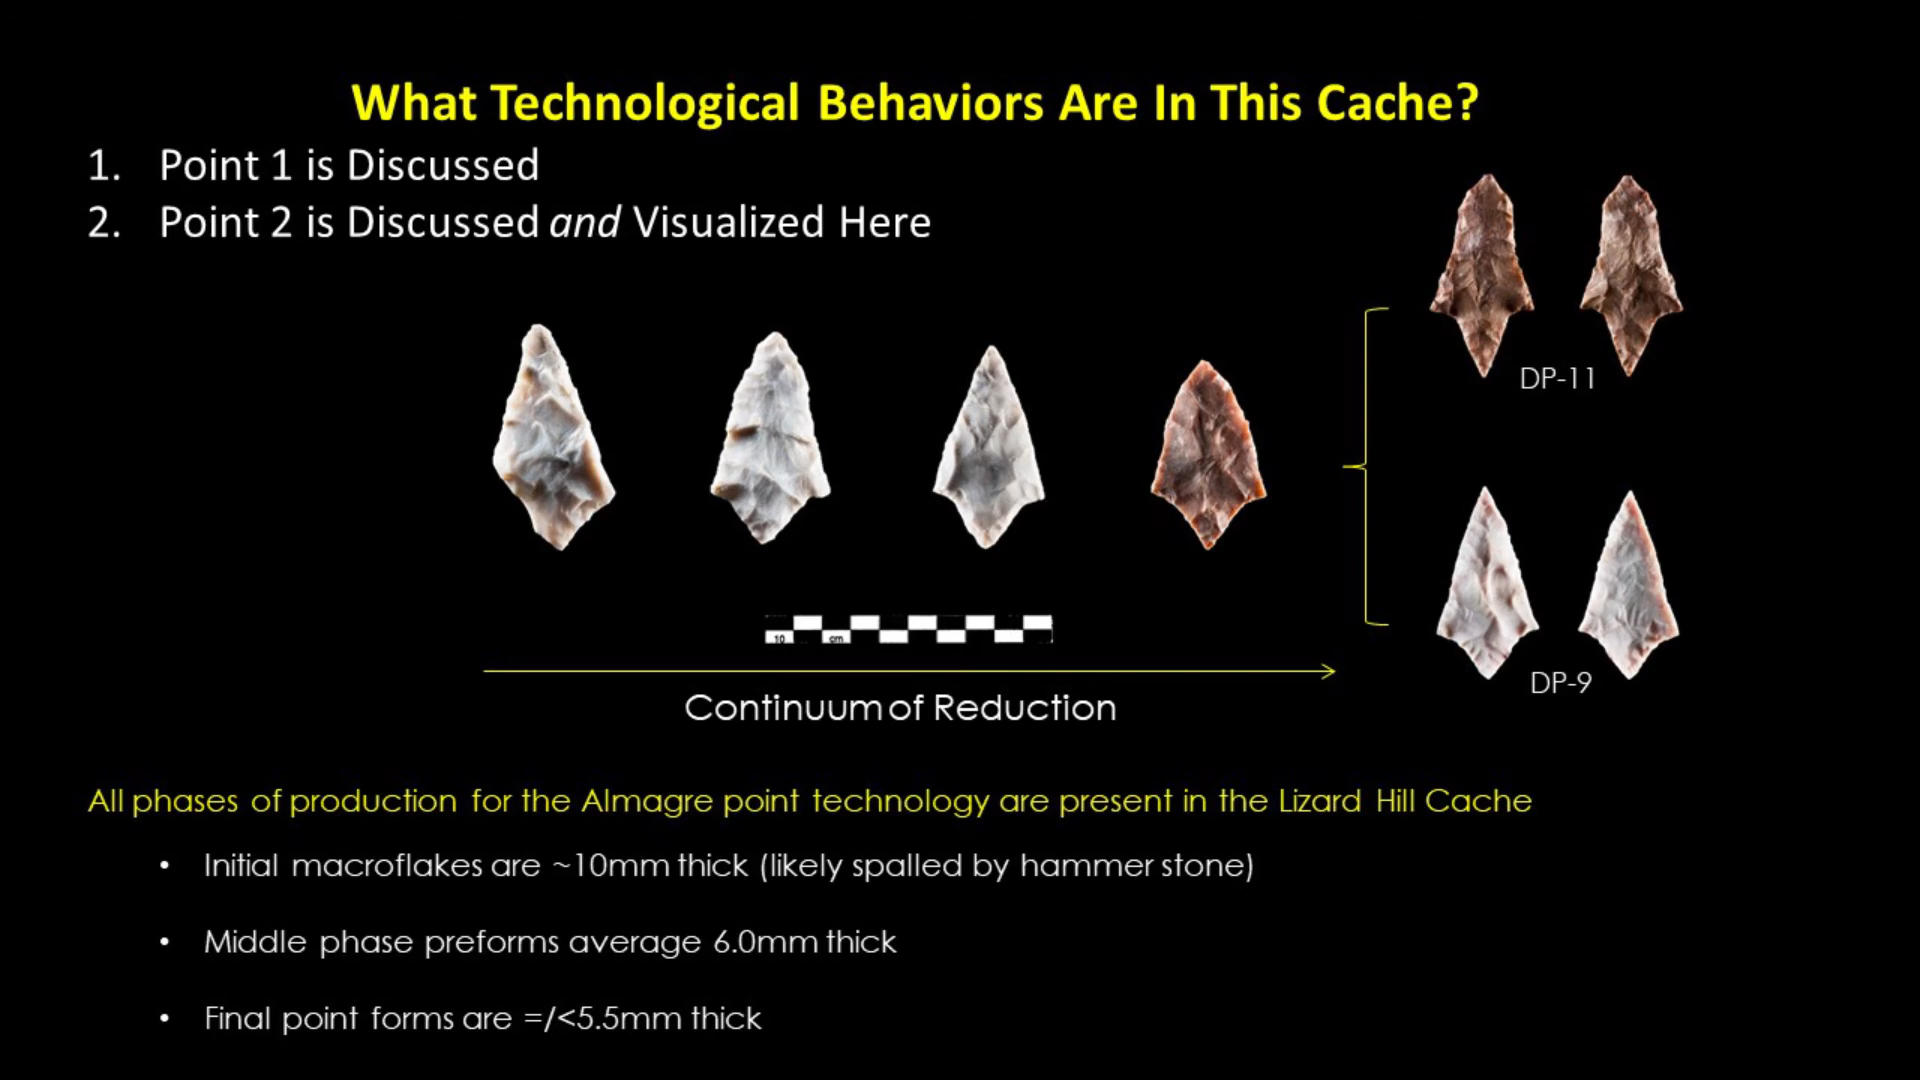 What Technological Behaviors Are In This Cache?
1. Point 1 is Discussed
2. Point 2 is Discussed and Visualized Here
DP-11
10 cm
DP-9
Continuum of Reduction
All phases of production for the Almagre point technology are present in the Lizard Hill Cache
• Initial macroflakes are ~10mm thick (likely spalled by hammer stone)
• Middle phase preforms average 6.0mm thick
• Final point forms are =/<5.5mm thick